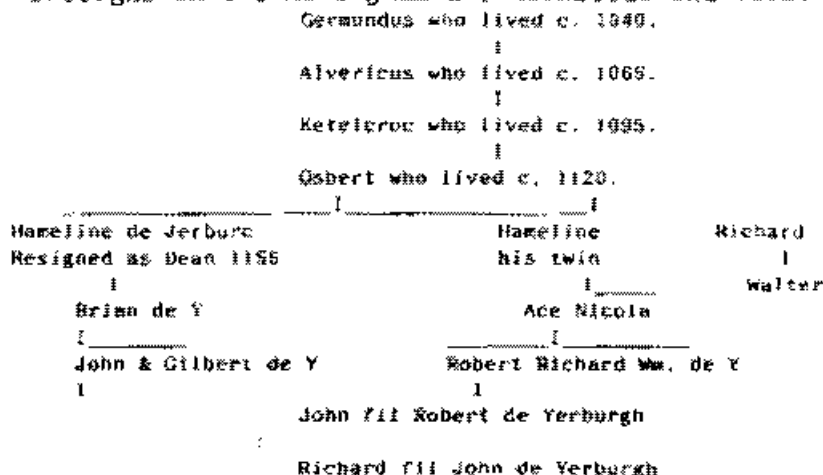 Germundus who lived c. 1040.
Alvericus who lived c. 1065.
Ketelcroc who lived c. 1095.
Osbert who lived c. 1120.
Hameline de Jerburc Hameline Richard
Resigned as Dean 1155 his twin
Walter
Brian de Y Ace Nicola
John & Gilbert de Y Robert Richard Wm. de Y
John fil Robert de Yerburgh
Richard fil John de Yerburgh